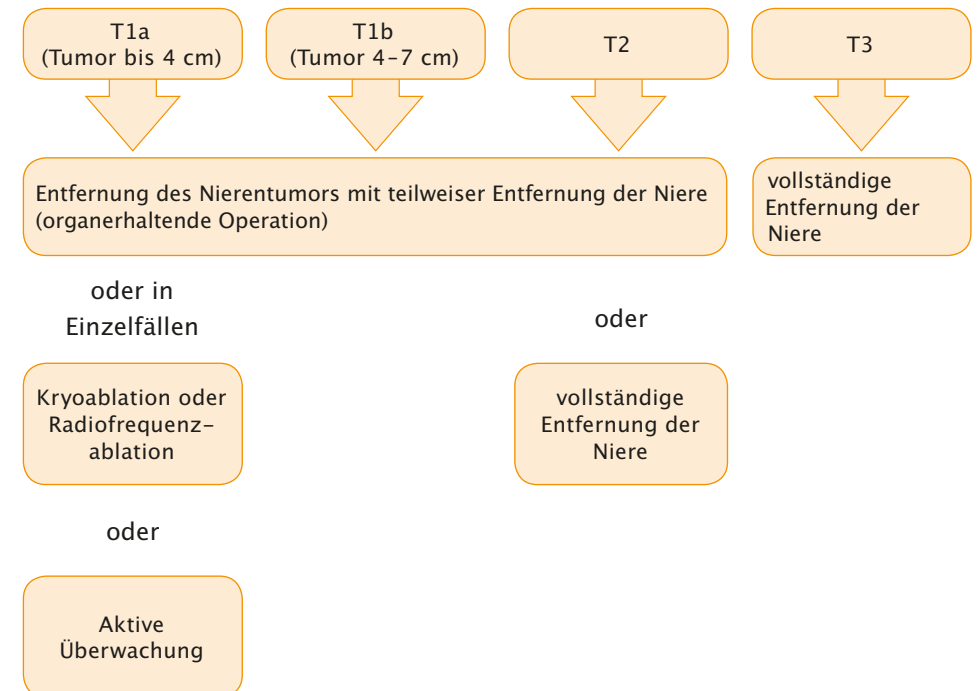 T1a
(Tumor bis 4 cm)
T1b
(Tumor 4–7 cm)
T2
T3
Entfernung des Nierentumors mit teilweiser Entfernung der Niere
(organerhaltende Operation)
vollständige
Entfernung der
Niere
oder in
Einzelfällen
oder
Kryoablation oder
Radiofrequenz-
ablation
vollständige
Entfernung der
Niere
oder
Aktive
Überwachung